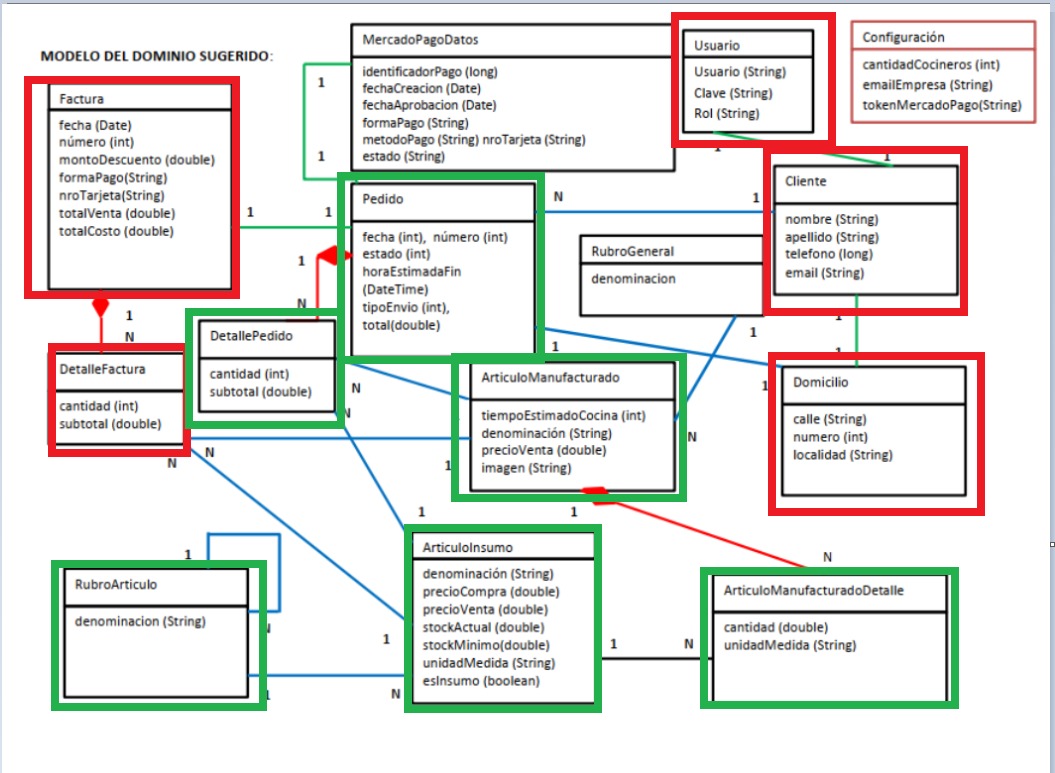 MODELO DEL DOMINIO SUGERIDO:
MercadoPagoDatos
identificadorPago (long)
fechaCreacion (Date)
fechaAprobacion (Date)
formaPago (String)
metodoPago (String) nroTarjeta (String)
estado (String)
1
1
Usuario
Usuario (String)
Clave (String)
Rol (String)
1
1
Configuración
cantidadCocineros (int)
emailEmpresa (String)
tokenMercadoPago(String)
Factura
fecha (Date)
número (int)
montoDescuento (double)
formaPago(String)
nroTarjeta(String)
totalVenta (double)
totalCosto (double)
1
1
Pedido
fecha (int), número (int)
estado (int)
horaEstimadaFin
(DateTime)
tipoEnvio (int),
total(double)
N
1
Cliente
nombre (String)
apellido (String)
telefono (long)
email (String)
1
1
RubroGeneral
denominacion
1
N
1
N
1
N
DetallePedido
cantidad (int)
subtotal (double)
N
N
DetalleFactura
cantidad (int)
subtotal (double)
N
N
1
1
ArticuloManufacturado
tiempoEstimadoCocina (int)
denominación (String)
precioVenta (double)
imagen (String)
1
N
Domicilio
calle (String)
numero (int)
localidad (String)
1
1
N
RubroArticulo
denominacion (String)
1
N
1
ArticuloInsumo
denominación (String)
precioCompra (double)
precioVenta (double)
stockActual (double)
stockMinimo(double)
unidadMedida (String)
esInsumo (boolean)
1
N
1
N
ArticuloManufacturadoDetalle
cantidad (double)
unidadMedida (String)